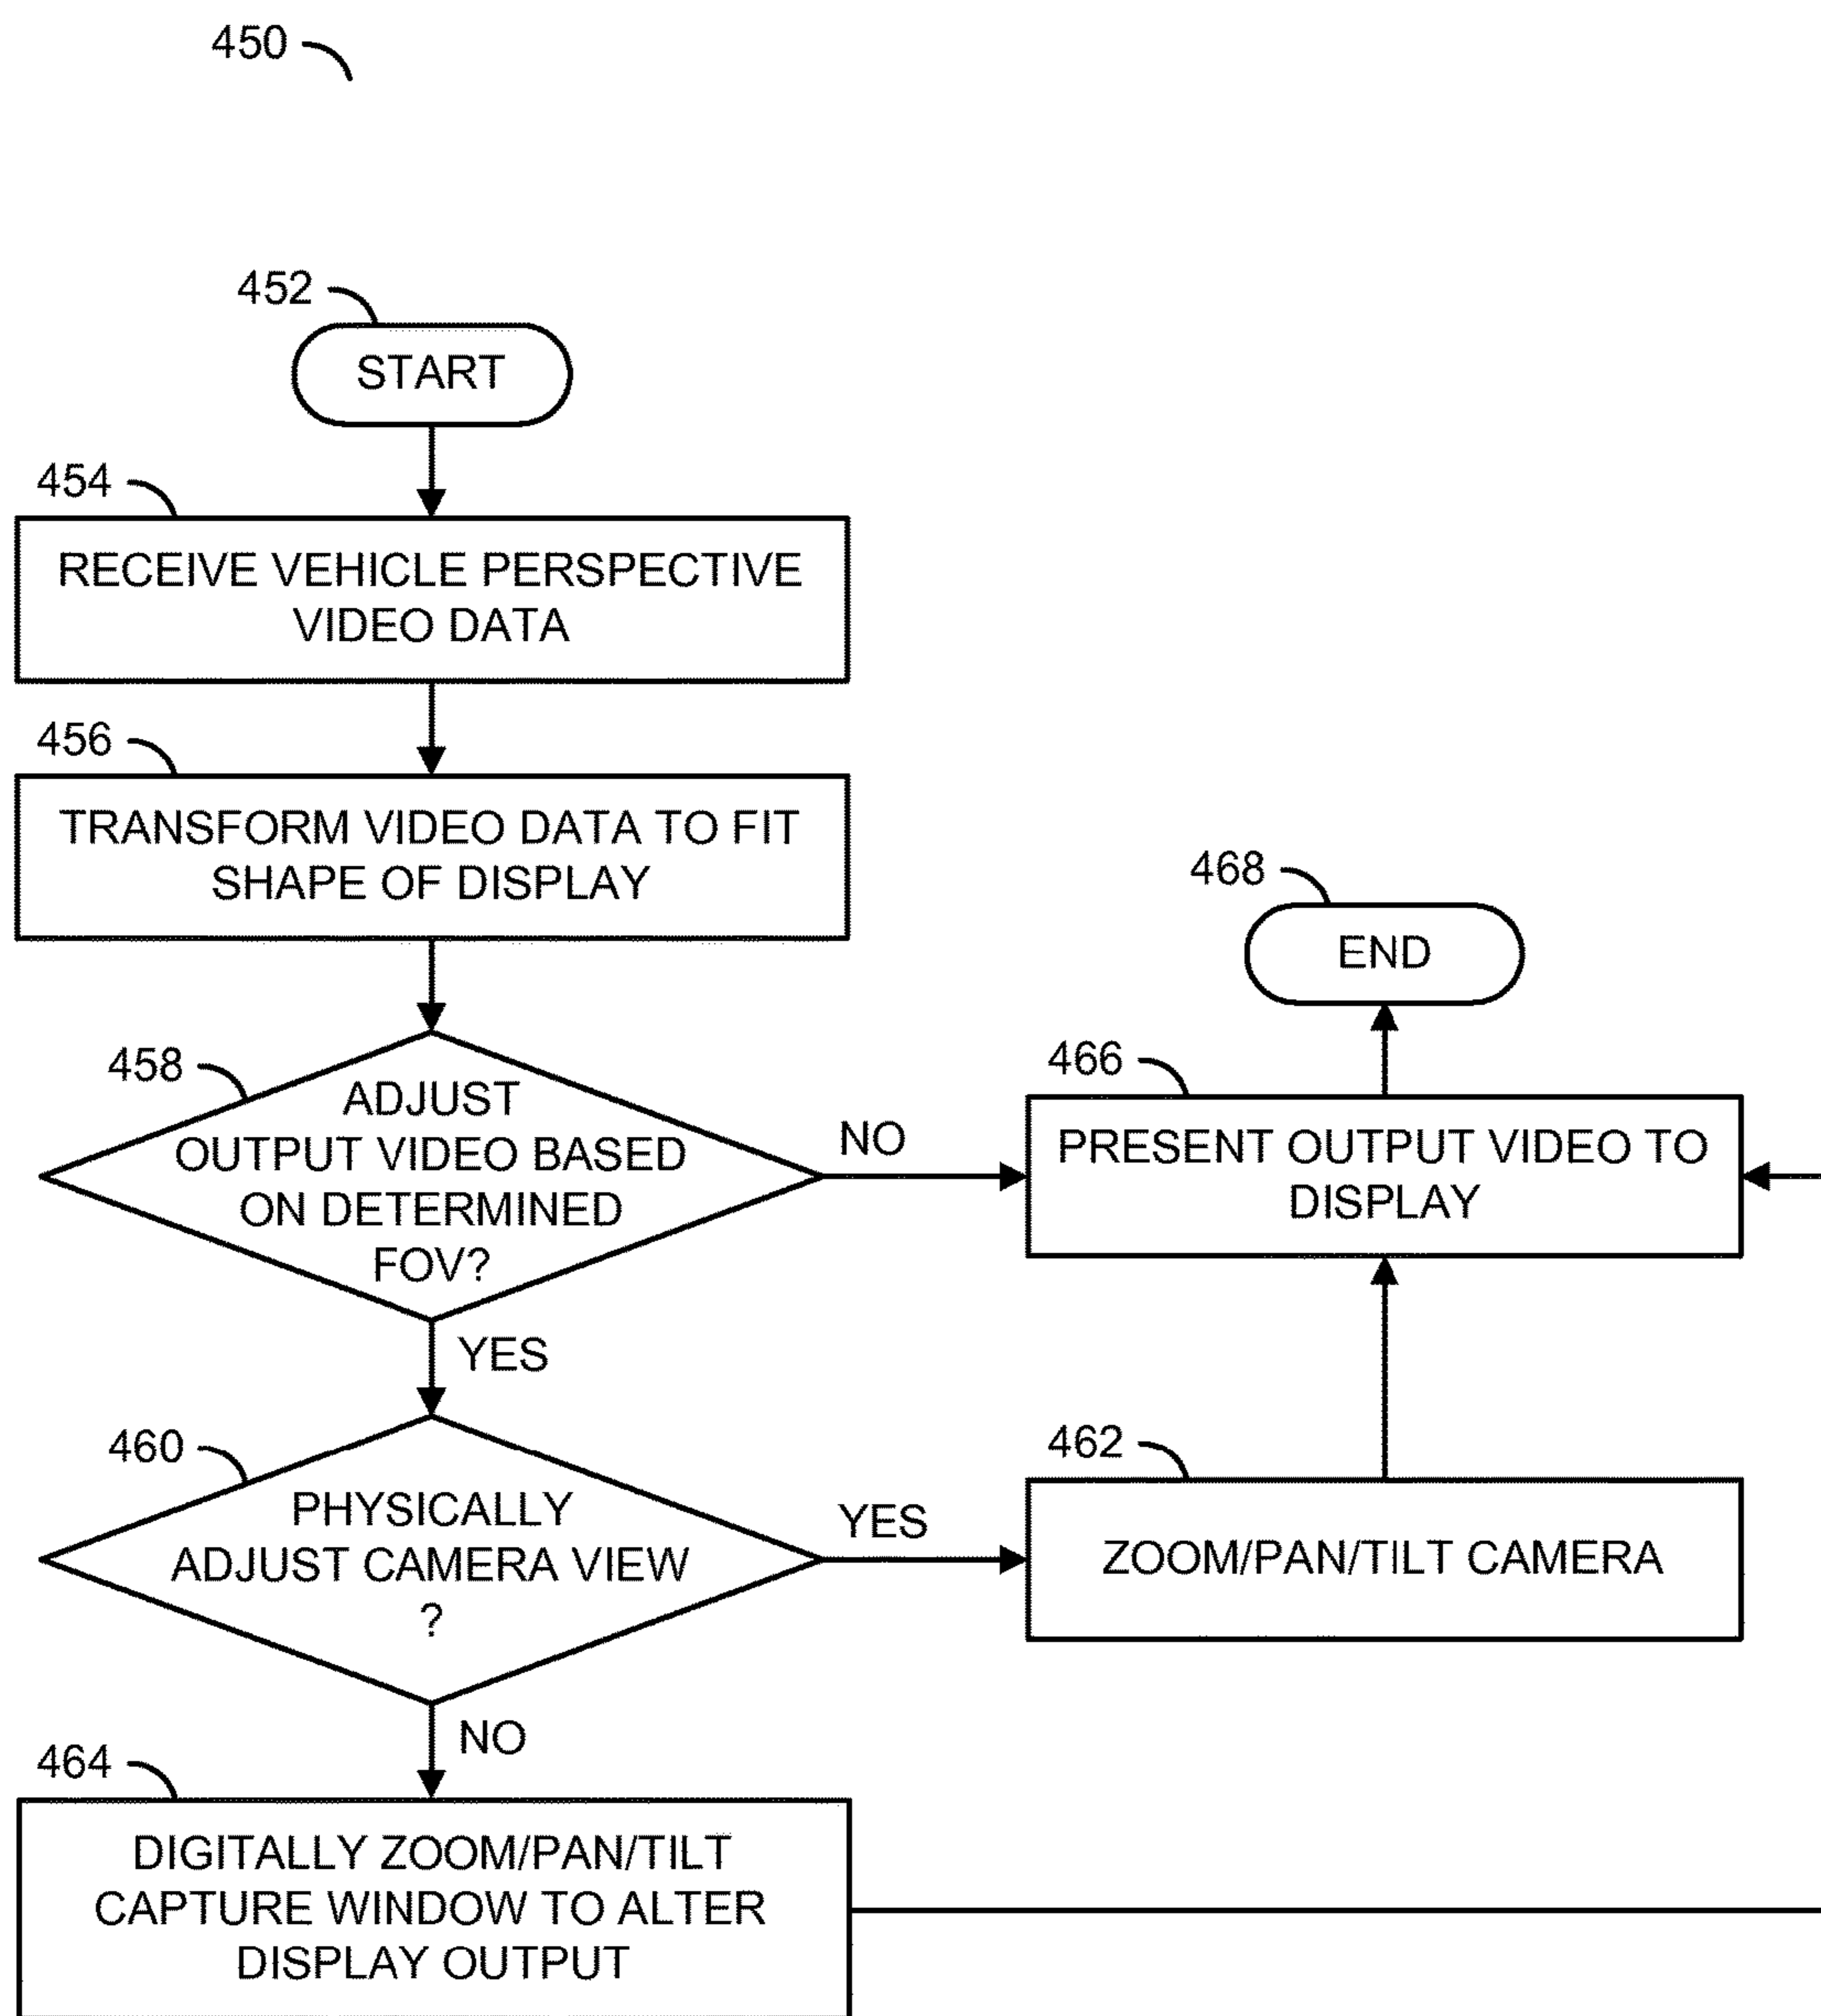 450
452
START
454
RECEIVE VEHICLE PERSPECTIVE
VIDEO DATA
456
TRANSFORM VIDEO DATA TO FIT
SHAPE OF DISPLAY
468
END
458
ADJUST
OUTPUT VIDEO BASED
ON DETERMINED
FOV?
NO
466
PRESENT OUTPUT VIDEO TO
DISPLAY
YES
460
PHYSICALLY
ADJUST CAMERA VIEW
?
YES
462
ZOOM/PAN/TILT CAMERA
NO
464
DIGITALLY ZOOM/PAN/TILT
CAPTURE WINDOW TO ALTER
DISPLAY OUTPUT